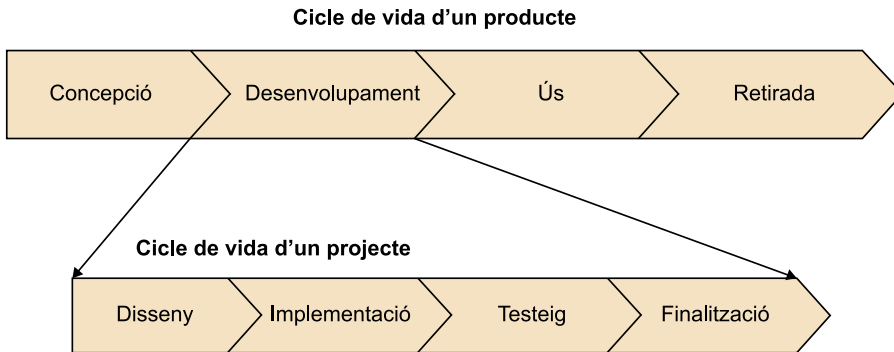 Cicle de vida d’un producte
Concepció
Desenvolupament
Ús
Retirada
Cicle de vida d’un projecte
Disseny
Implementació
Testeig
Finalització